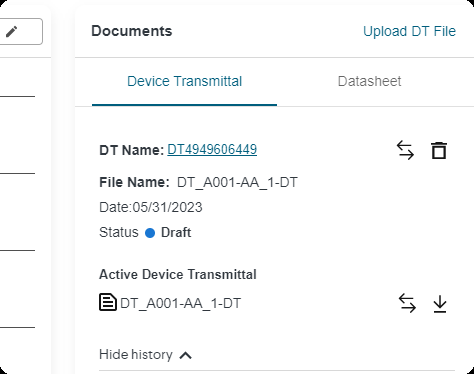 Documents
Upload DT File
Device Transmittal
Datasheet
DT Name: DT4949606449
File Name: DT_A001-AA_1-DT
Date:05/31/2023
Status Draft
Active Device Transmittal
DT_A001-AA_1-DT
Hide history